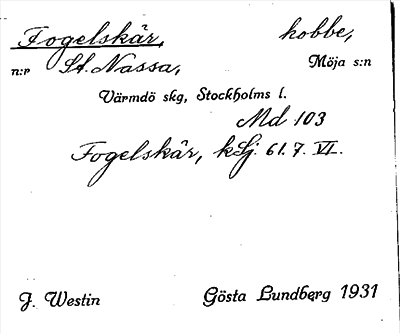 Fogelskär, kobbe,
n:r St. Nassa, Möja s:n
Värmdö skg, Stockholms l.
Md 103
Fogelskär, kSj. 61.7. VI.
J. Westin Gösta Lundberg 1931